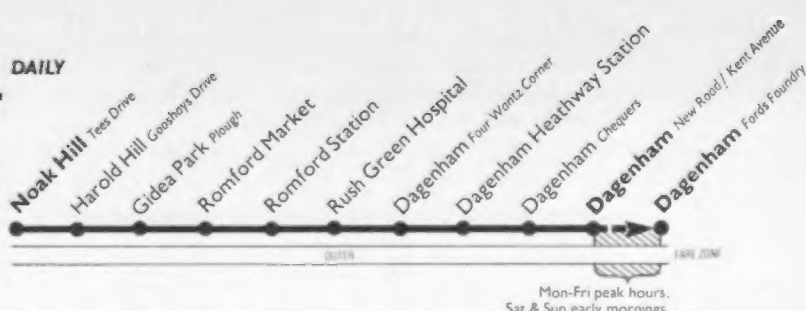 DAILY
Noak Hill Tees Drive
Harold Hill Gooshays Drive
Gidea Park Plough
Romford Market
Romford Station
Rush Green Hospital
Dagenham Four Wantz Corner
Dagenham Heathway Station
Dagenham Chequers
Dagenham New Road / Kent Avenue
Dagenham Fords Foundry
OUTER
FARE ZONE
Mon-Fri peak hours.
Sat & Sun early mornings.